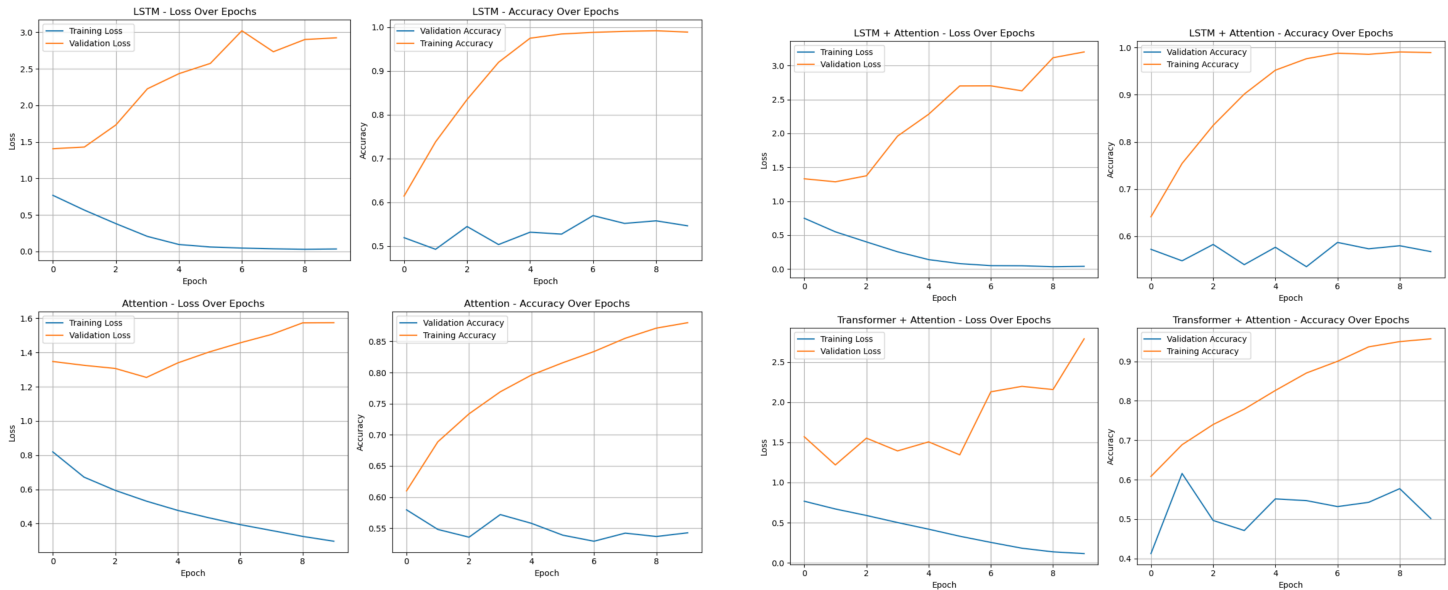 LSTM - Loss Over Epochs
Training Loss
Validation Loss
3.0
2.5
2.0
1.5
1.0
0.5
0.0
Loss
0 2 4 6 8
Epoch
LSTM - Accuracy Over Epochs
Validation Accuracy
Training Accuracy
1.0
0.9
0.8
0.7
0.6
0.5
Accuracy
0 2 4 6 8
Epoch
LSTM + Attention - Loss Over Epochs
Training Loss
Validation Loss
3.0
2.5
2.0
1.5
1.0
0.5
0.0
Loss
0 2 4 6 8
Epoch
LSTM + Attention - Accuracy Over Epochs
Validation Accuracy
Training Accuracy
1.0
0.9
0.8
0.7
0.6
Accuracy
0 2 4 6 8
Epoch
Attention - Loss Over Epochs
Training Loss
Validation Loss
1.6
1.4
1.2
1.0
0.8
0.6
0.4
Loss
0 2 4 6 8
Epoch
Attention - Accuracy Over Epochs
Validation Accuracy
Training Accuracy
0.85
0.80
0.75
0.70
0.65
0.60
0.55
Accuracy
0 2 4 6 8
Epoch
Transformer + Attention - Loss Over Epochs
Training Loss
Validation Loss
2.5
2.0
1.5
1.0
0.5
0.0
Loss
0 2 4 6 8
Epoch
Transformer + Attention - Accuracy Over Epochs
Validation Accuracy
Training Accuracy
0.9
0.8
0.7
0.6
0.5
0.4
Accuracy
0 2 4 6 8
Epoch